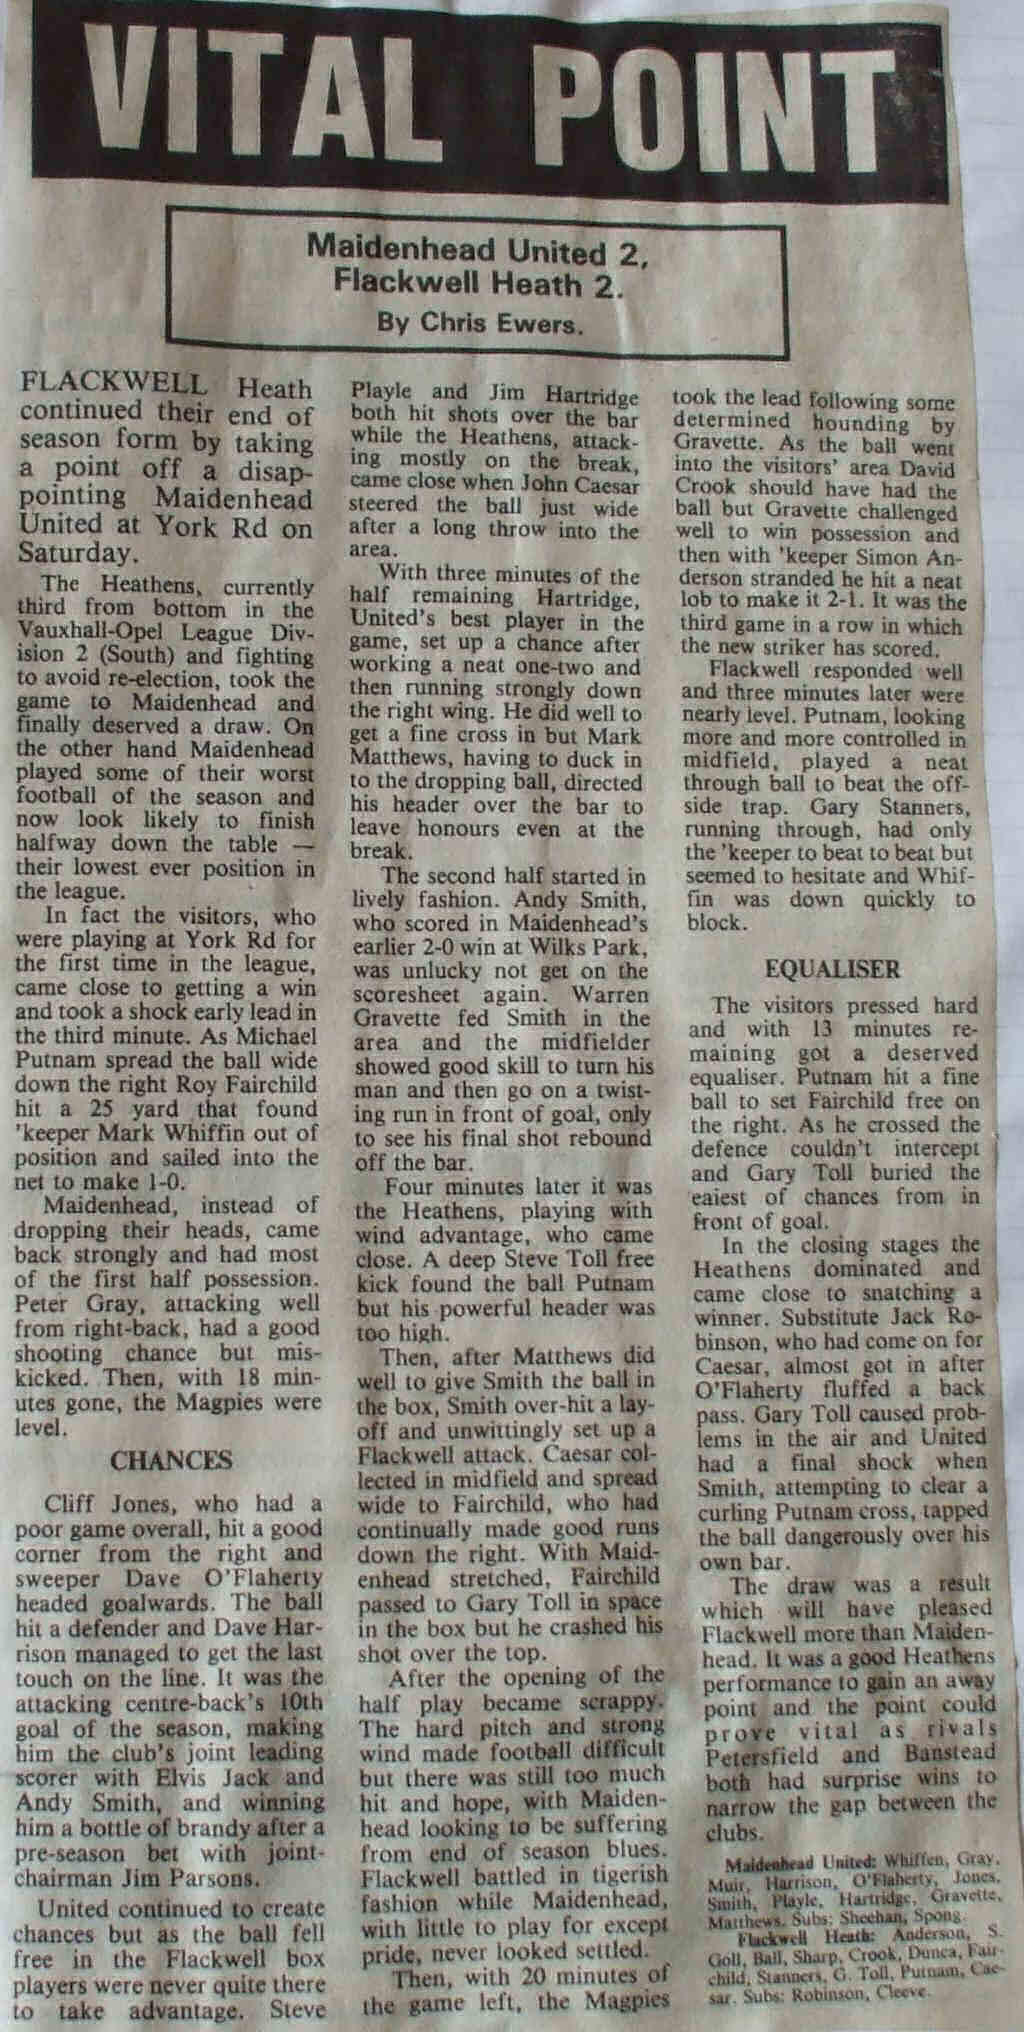 VITAL POINT
Maidenhead United 2,
Flackwell Heath 2.
By Chris Ewers.
FLACKWELL Heath
continued their end of
season form by taking
a point off a disap-
pointing Maidenhead
United at York Rd on
Saturday.
The Heathens, currently
third from bottom in the
Vauxhall-Opel League Div-
ision 2 (South) and fighting
to avoid re-election, took the
game to Maidenhead and
finally deserved a draw. On
the other hand Maidenhead
played some of their worst
football of the season and
now look likely to finish
halfway down the table —
their lowest ever position in
the league.
In fact the visitors, who
were playing at York Rd for
the first time in the league,
came close to getting a win
and took a shock early lead in
the third minute. As Michael
Putnam spread the ball wide
down the right Roy Fairchild
hit a 25 yard that found
'keeper Mark Whiffin out of
position and sailed into the
net to make 1-0.
Maidenhead, instead of
dropping their heads, came
back strongly and had most
of the first half possession.
Peter Gray, attacking well
from right-back, had a good
shooting chance but mis-
kicked. Then, with 18 min-
utes gone, the Magpies were
level.
CHANCES
Cliff Jones, who had a
poor game overall, hit a good
corner from the right and
sweeper Dave O'Flaherty
headed goalwards. The ball
hit a defender and Dave Har-
rison managed to get the last
touch on the line. It was the
attacking centre-back's 10th
goal of the season, making
him the club's joint leading
scorer with Elvis Jack and
Andy Smith, and winning
him a bottle of brandy after a
pre-season bet with joint-
chairman Jim Parsons.
United continued to create
chances but as the ball fell
free in the Flackwell box
players were never quite there
to take advantage. Steve
Playle and Jim Hartridge
both hit shots over the bar
while the Heathens, attack-
ing mostly on the break,
came close when John Caesar
steered the ball just wide
after a long throw into the
area.
With three minutes of the
half remaining Hartridge,
United's best player in the
game, set up a chance after
working a neat one-two and
then running strongly down
the right wing. He did well to
get a fine cross in but Mark
Matthews, having to duck in
to the dropping ball, directed
his header over the bar to
leave honours even at the
break.
The second half started in
lively fashion. Andy Smith,
who scored in Maidenhead's
earlier 2-0 win at Wilks Park,
was unlucky not get on the
scoresheet again. Warren
Gravette fed Smith in the
area and the midfielder
showed good skill to turn his
man and then go on a twist-
ing run in front of goal, only
to see his final shot rebound
off the bar.
Four minutes later it was
the Heathens, playing with
wind advantage, who came
close. A deep Steve Toll free
kick found the ball Putnam
but his powerful header was
too high.
Then, after Matthews did
well to give Smith the ball in
the box, Smith over-hit a lay-
off and unwittingly set up a
Flackwell attack. Caesar col-
lected in midfield and spread
wide to Fairchild, who had
continually made good runs
down the right. With Maid-
enhead stretched, Fairchild
passed to Gary Toll in space
in the box but he crashed his
shot over the top.
After the opening of the
half play became scrappy.
The hard pitch and strong
wind made football difficult
but there was still too much
hit and hope, with Maiden-
head looking to be suffering
from end of season blues.
Flackwell battled in tigerish
fashion while Maidenhead,
with little to play for except
pride, never looked settled.
Then, with 20 minutes of
the game left, the Magpies
took the lead following some
determined hounding by
Gravette. As the ball went
into the visitors' area David
Crook should have had the
ball but Gravette challenged
well to win possession and
then with 'keeper Simon An-
derson stranded he hit a neat
lob to make it 2-1. It was the
third game in a row in which
the new striker has scored.
Flackwell responded well
and three minutes later were
nearly level. Putnam, looking
more and more controlled in
midfield, played a neat
through ball to beat the off-
side trap. Gary Stanners,
running through, had only
the 'keeper to beat to beat but
seemed to hesitate and Whif-
fin was down quickly to
block.
EQUALISER
The visitors pressed hard
and with 13 minutes re-
maining got a deserved
equaliser. Putnam hit a fine
ball to set Fairchild free on
the right. As he crossed the
defence couldn't intercept
and Gary Toll buried the
eaiest of chances from in
front of goal.
In the closing stages the
Heathens dominated and
came close to snatching a
winner. Substitute Jack Ro-
binson, who had come on for
Caesar, almost got in after
O'Flaherty fluffed a back
pass. Gary Toll caused prob-
lems in the air and United
had a final shock when
Smith, attempting to clear a
curling Putnam cross, tapped
the ball dangerously over his
own bar.
The draw was a result
which will have pleased
Flackwell more than Maiden-
head. It was a good Heathens
performance to gain an away
point and the point could
prove vital as rivals
Petersfield and Banstead
both had surprise wins to
narrow the gap between the
clubs.
Maidenhead United: Whiffen, Gray,
Muir, Harrison, O'Flaherty, Jones,
Smith, Playle, Hartridge, Gravette,
Matthews. Subs: Sheehan, Spong.
Flackwell Heath: Anderson, S.
Goll, Ball, Sharp, Crook, Dunca, Fair-
child, Stanners, G. Toll, Putnam, Cae-
sar. Subs: Robinson, Cleeve.